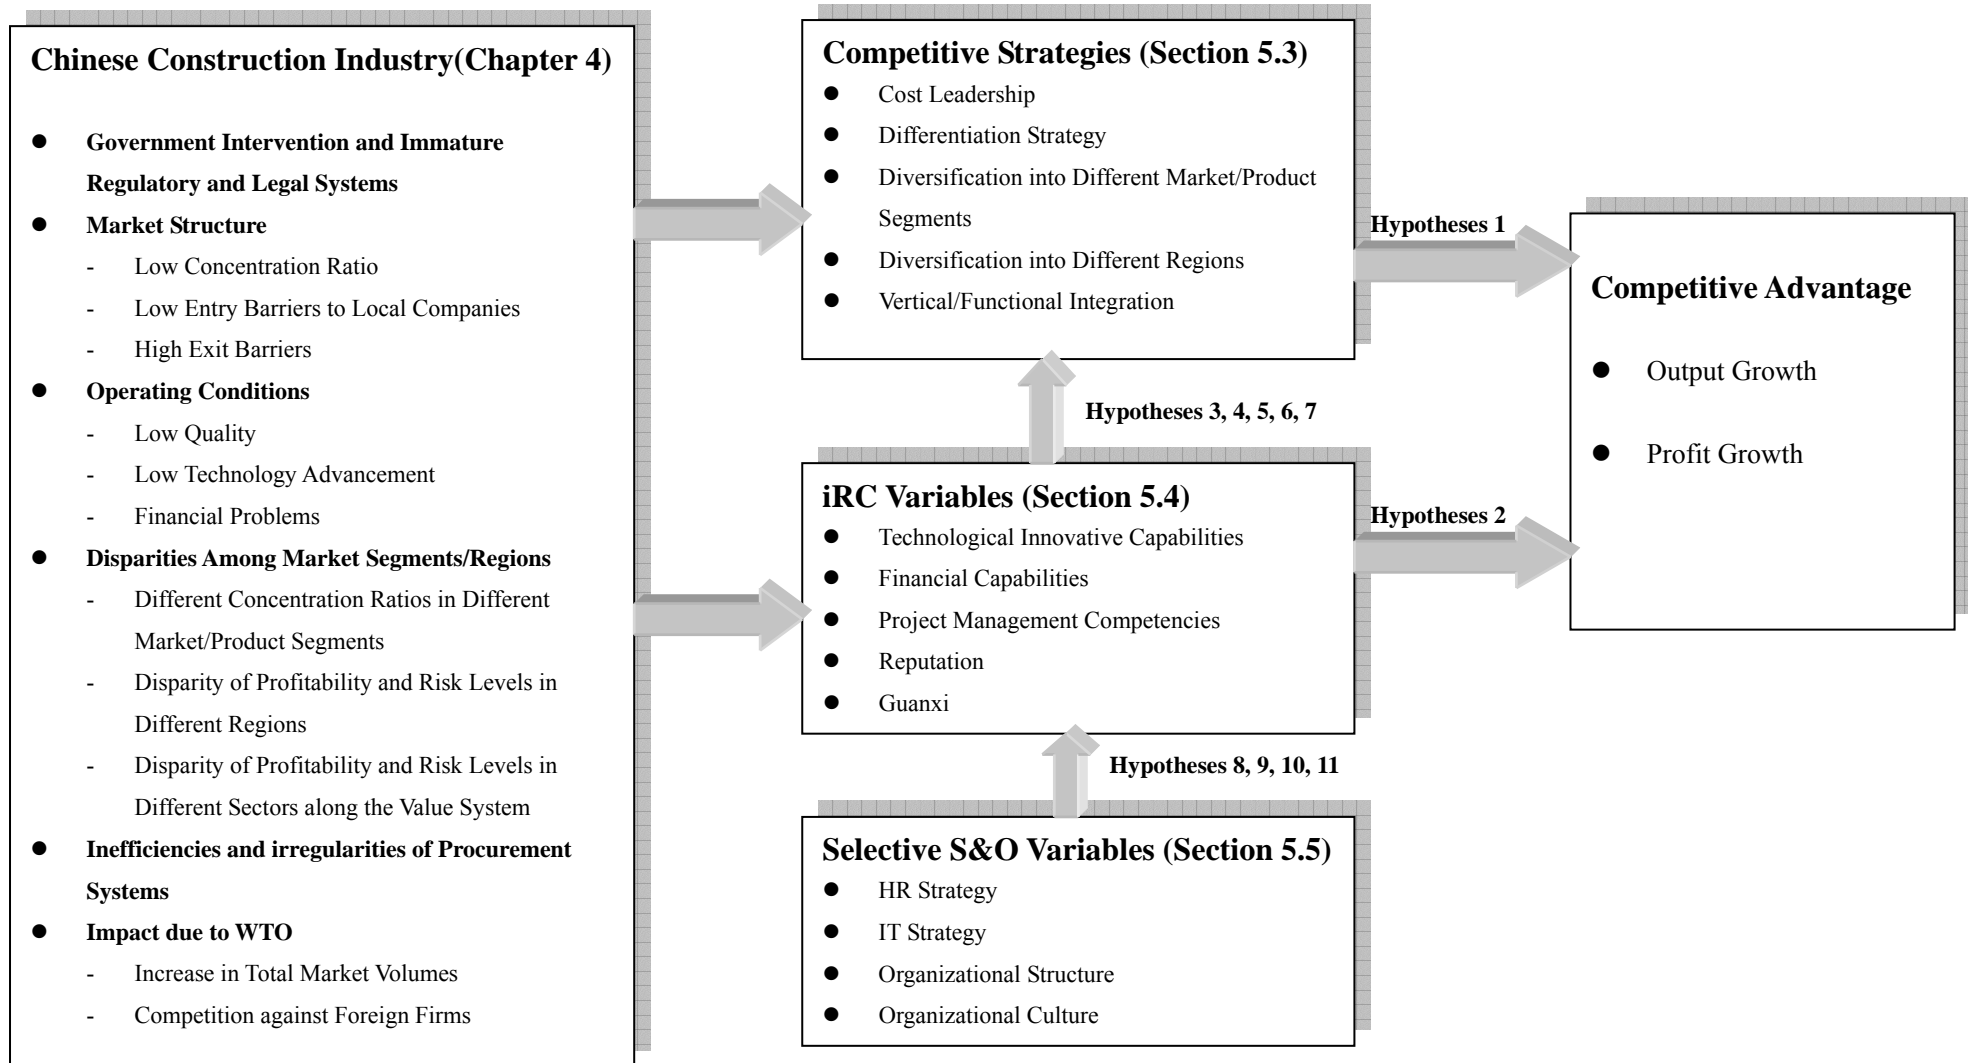 Chinese Construction Industry(Chapter 4)
● Government Intervention and Immature
Regulatory and Legal Systems
● Market Structure
- Low Concentration Ratio
- Low Entry Barriers to Local Companies
- High Exit Barriers
● Operating Conditions
- Low Quality
- Low Technology Advancement
- Financial Problems
● Disparities Among Market Segments/Regions
- Different Concentration Ratios in Different
Market/Product Segments
- Disparity of Profitability and Risk Levels in
Different Regions
- Disparity of Profitability and Risk Levels in
Different Sectors along the Value System
● Inefficiencies and irregularities of Procurement
Systems
● Impact due to WTO
- Increase in Total Market Volumes
- Competition against Foreign Firms
Competitive Strategies (Section 5.3)
● Cost Leadership
● Differentiation Strategy
● Diversification into Different Market/Product
Segments
● Diversification into Different Regions
● Vertical/Functional Integration
Hypotheses 3, 4, 5, 6, 7
iRC Variables (Section 5.4)
● Technological Innovative Capabilities
● Financial Capabilities
● Project Management Competencies
● Reputation
● Guanxi
Hypotheses 8, 9, 10, 11
Selective S&O Variables (Section 5.5)
● HR Strategy
● IT Strategy
● Organizational Structure
● Organizational Culture
Hypotheses 1
Hypotheses 2
Competitive Advantage
● Output Growth
● Profit Growth